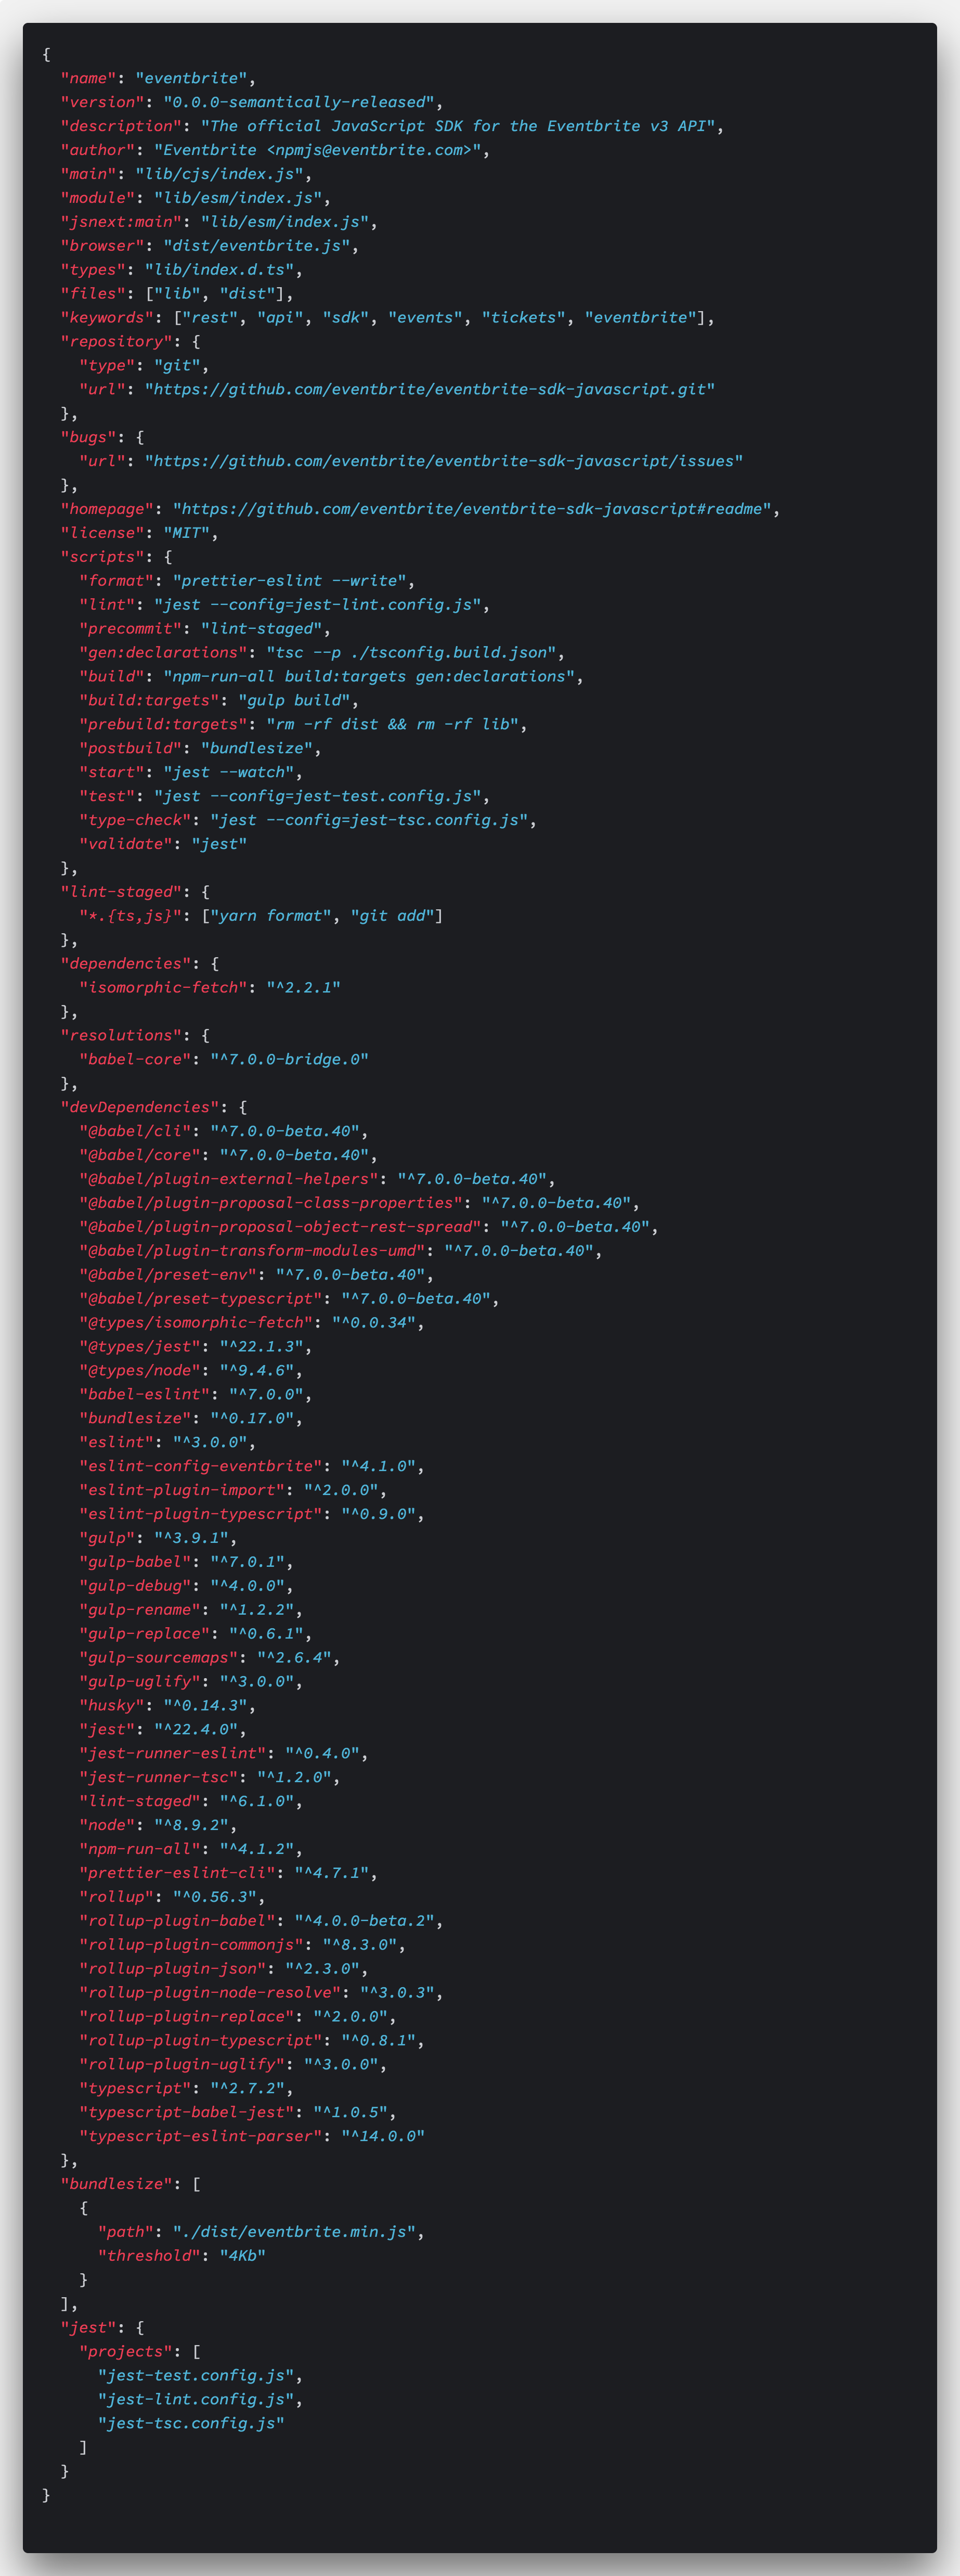 {
  "name": "eventbrite",
  "version": "0.0.0-semantically-released",
  "description": "The official JavaScript SDK for the Eventbrite v3 API",
  "author": "Eventbrite <npmjs@eventbrite.com>",
  "main": "lib/cjs/index.js",
  "module": "lib/esm/index.js",
  "jsnext:main": "lib/esm/index.js",
  "browser": "dist/eventbrite.js",
  "types": "lib/index.d.ts",
  "files": ["lib", "dist"],
  "keywords": ["rest", "api", "sdk", "events", "tickets", "eventbrite"],
  "repository": {
    "type": "git",
    "url": "https://github.com/eventbrite/eventbrite-sdk-javascript.git"
  },
  "bugs": {
    "url": "https://github.com/eventbrite/eventbrite-sdk-javascript/issues"
  },
  "homepage": "https://github.com/eventbrite/eventbrite-sdk-javascript#readme",
  "license": "MIT",
  "scripts": {
    "format": "prettier-eslint --write",
    "lint": "jest --config=jest-lint.config.js",
    "precommit": "lint-staged",
    "gen:declarations": "tsc --p ./tsconfig.build.json",
    "build": "npm-run-all build:targets gen:declarations",
    "build:targets": "gulp build",
    "prebuild:targets": "rm -rf dist && rm -rf lib",
    "postbuild": "bundlesize",
    "start": "jest --watch",
    "test": "jest --config=jest-test.config.js",
    "type-check": "jest --config=jest-tsc.config.js",
    "validate": "jest"
  },
  "lint-staged": {
    "*.{ts,js}": ["yarn format", "git add"]
  },
  "dependencies": {
    "isomorphic-fetch": "^2.2.1"
  },
  "resolutions": {
    "babel-core": "^7.0.0-bridge.0"
  },
  "devDependencies": {
    "@babel/cli": "^7.0.0-beta.40",
    "@babel/core": "^7.0.0-beta.40",
    "@babel/plugin-external-helpers": "^7.0.0-beta.40",
    "@babel/plugin-proposal-class-properties": "^7.0.0-beta.40",
    "@babel/plugin-proposal-object-rest-spread": "^7.0.0-beta.40",
    "@babel/plugin-transform-modules-umd": "^7.0.0-beta.40",
    "@babel/preset-env": "^7.0.0-beta.40",
    "@babel/preset-typescript": "^7.0.0-beta.40",
    "@types/isomorphic-fetch": "^0.0.34",
    "@types/jest": "^22.1.3",
    "@types/node": "^9.4.6",
    "babel-eslint": "^7.0.0",
    "bundlesize": "^0.17.0",
    "eslint": "^3.0.0",
    "eslint-config-eventbrite": "^4.1.0",
    "eslint-plugin-import": "^2.0.0",
    "eslint-plugin-typescript": "^0.9.0",
    "gulp": "^3.9.1",
    "gulp-babel": "^7.0.1",
    "gulp-debug": "^4.0.0",
    "gulp-rename": "^1.2.2",
    "gulp-replace": "^0.6.1",
    "gulp-sourcemaps": "^2.6.4",
    "gulp-uglify": "^3.0.0",
    "husky": "^0.14.3",
    "jest": "^22.4.0",
    "jest-runner-eslint": "^0.4.0",
    "jest-runner-tsc": "^1.2.0",
    "lint-staged": "^6.1.0",
    "node": "^8.9.2",
    "npm-run-all": "^4.1.2",
    "prettier-eslint-cli": "^4.7.1",
    "rollup": "^0.56.3",
    "rollup-plugin-babel": "^4.0.0-beta.2",
    "rollup-plugin-commonjs": "^8.3.0",
    "rollup-plugin-json": "^2.3.0",
    "rollup-plugin-node-resolve": "^3.0.3",
    "rollup-plugin-replace": "^2.0.0",
    "rollup-plugin-typescript": "^0.8.1",
    "rollup-plugin-uglify": "^3.0.0",
    "typescript": "^2.7.2",
    "typescript-babel-jest": "^1.0.5",
    "typescript-eslint-parser": "^14.0.0"
  },
  "bundlesize": [
    {
      "path": "./dist/eventbrite.min.js",
      "threshold": "4Kb"
    }
  ],
  "jest": {
    "projects": [
      "jest-test.config.js",
      "jest-lint.config.js",
      "jest-tsc.config.js"
    ]
  }
}